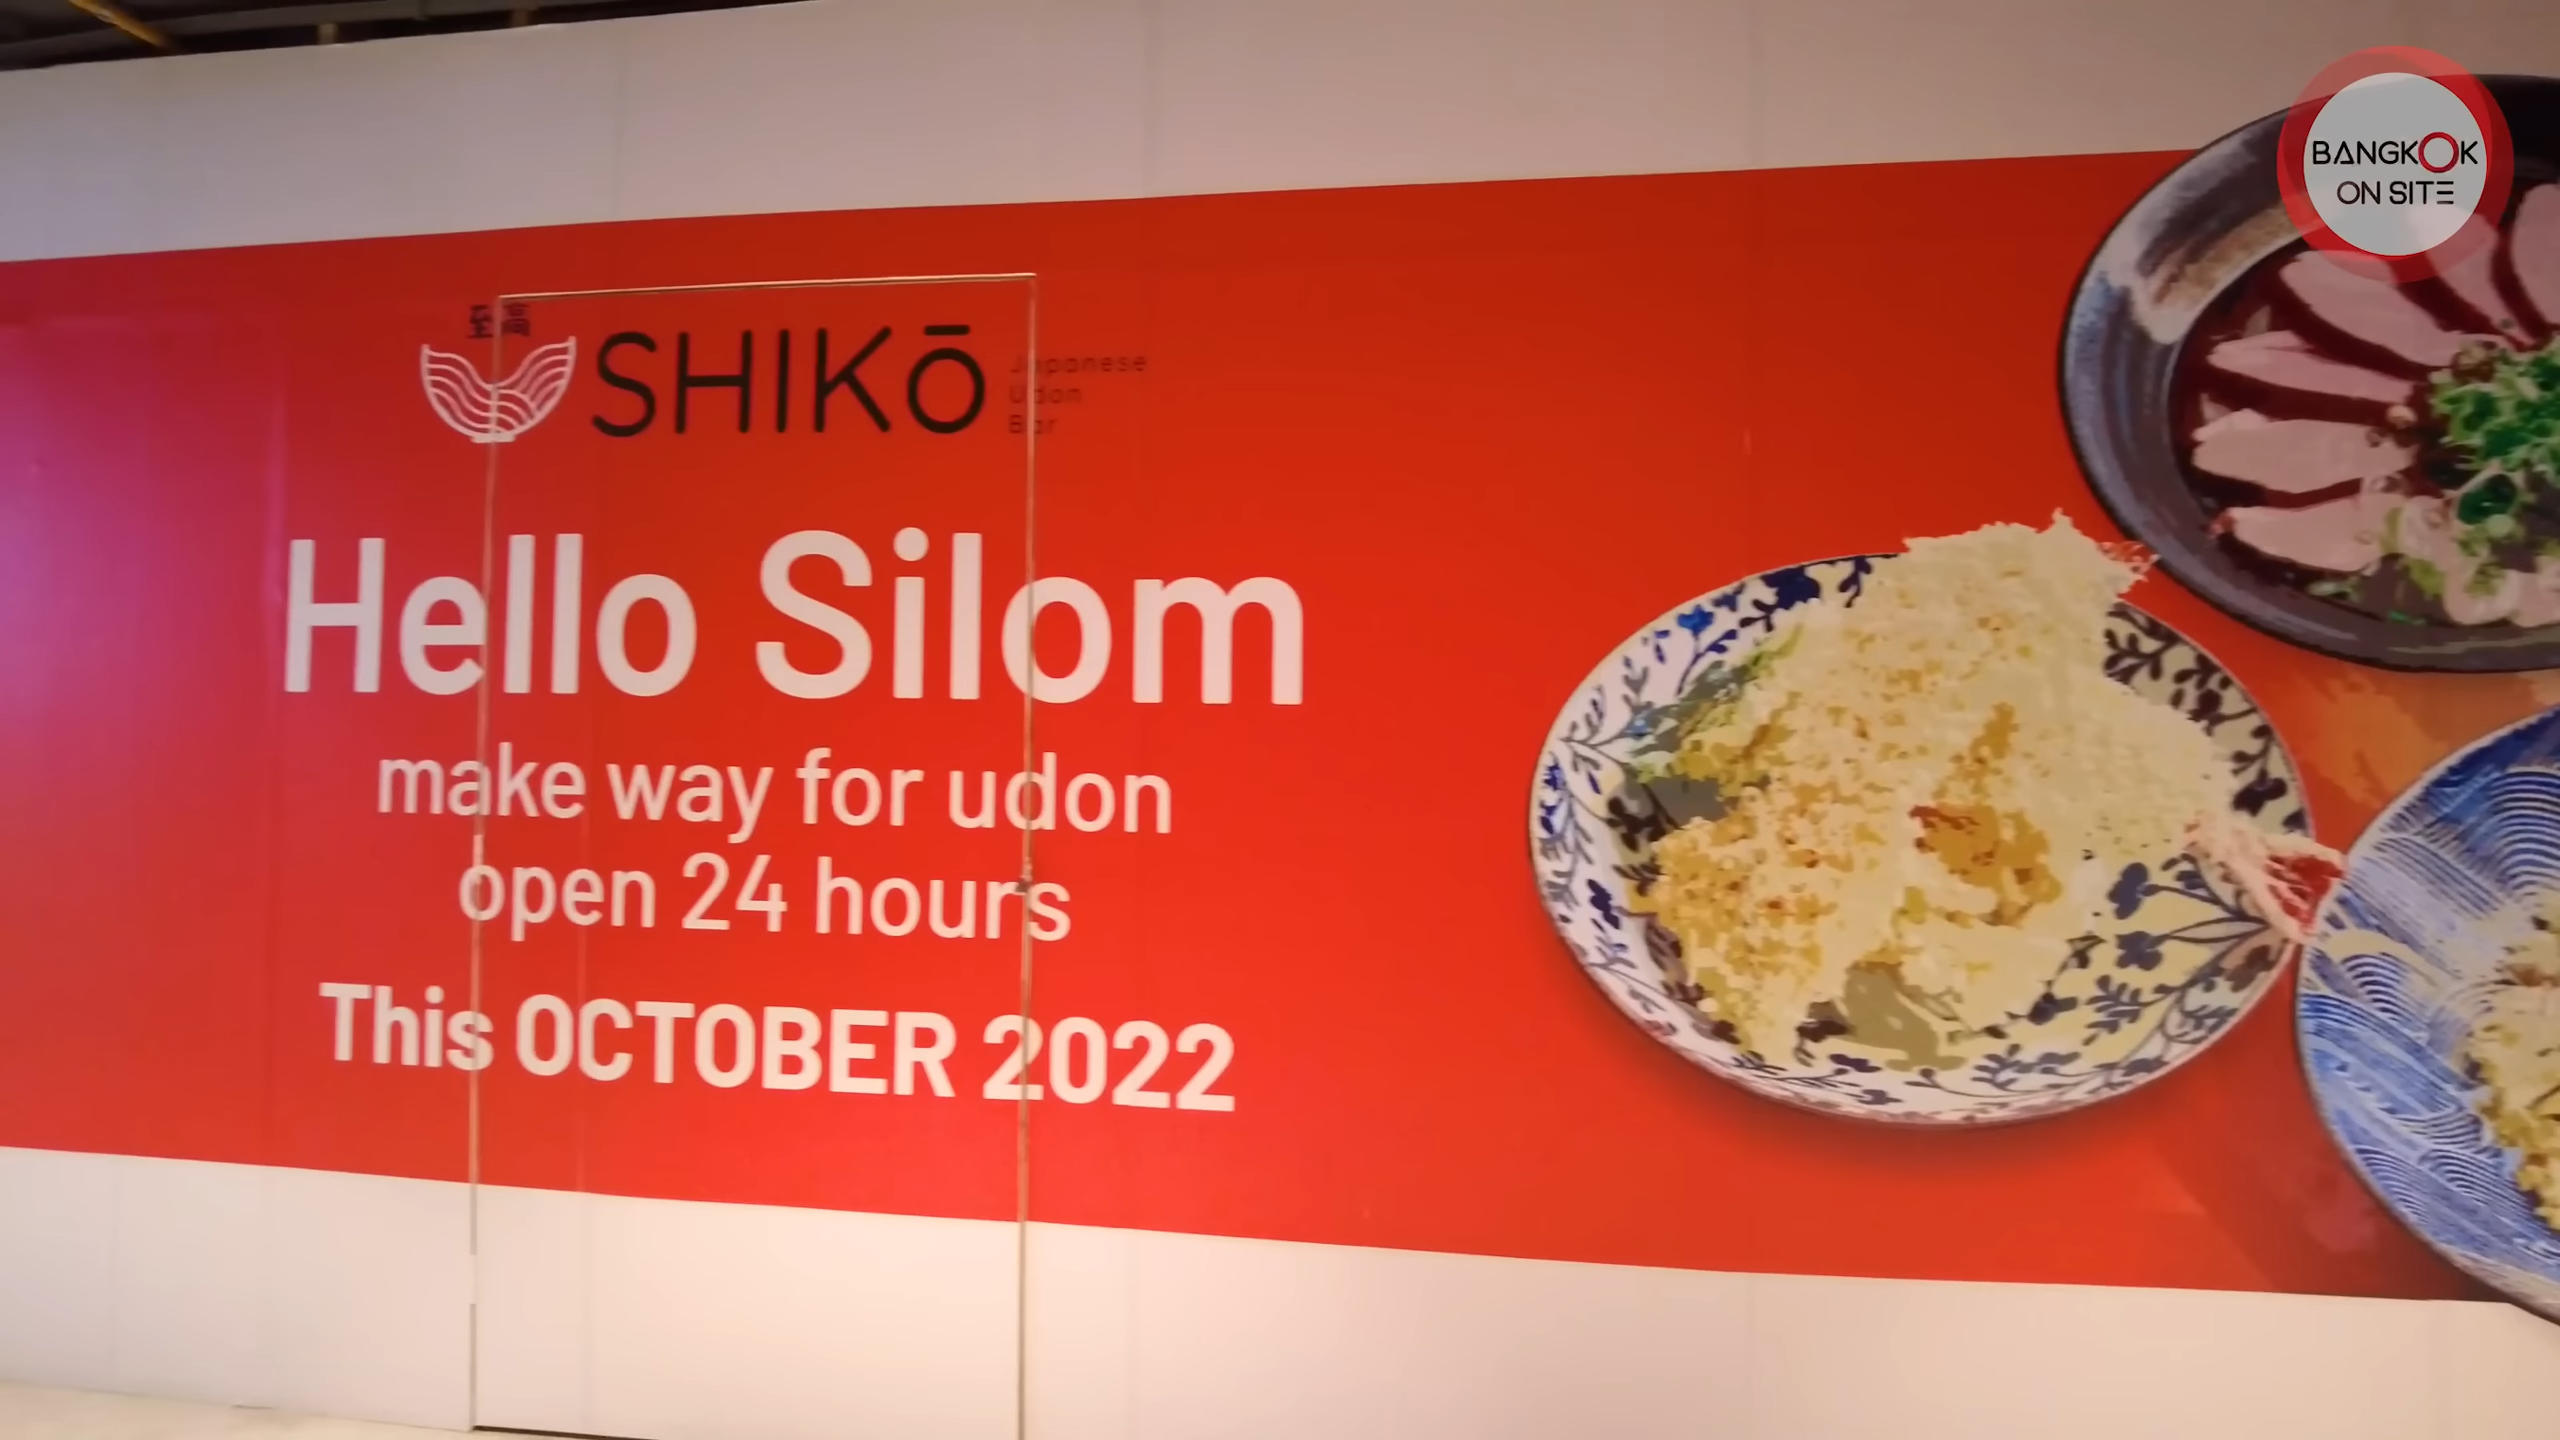 至高
SHIKō
Japanese
Udon
Bar
Hello Silom
make way for udon
open 24 hours
This OCTOBER 2022
BANGKOK
ON SITE